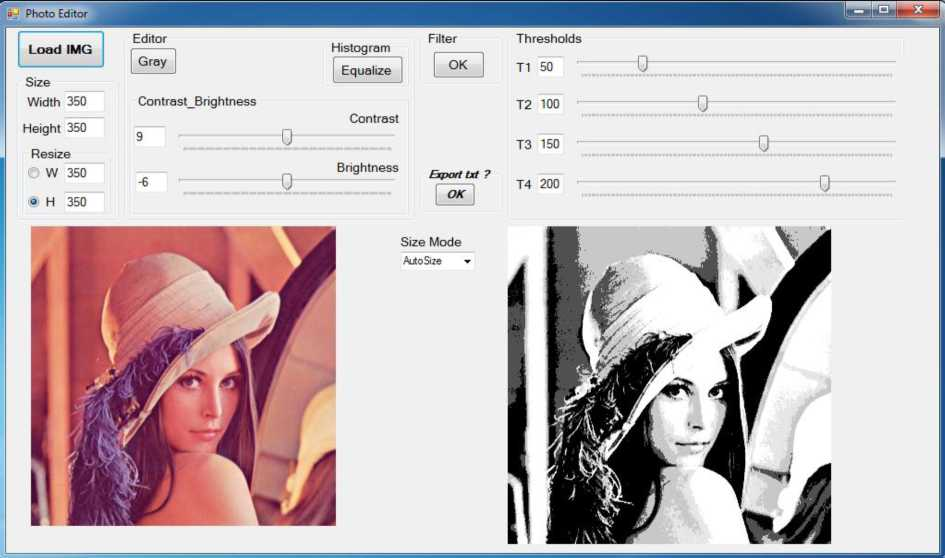 Photo Editor
Load IMG
Size
Width 350
Height 350
Resize
W 350
H 350
Editor
Gray
Histogram
Equalize
Contrast_Brightness
Contrast
9
Brightness
-6
Filter
OK
Export txt ?
OK
Thresholds
T1 50
T2 100
T3 150
T4 200
Size Mode
AutoSize